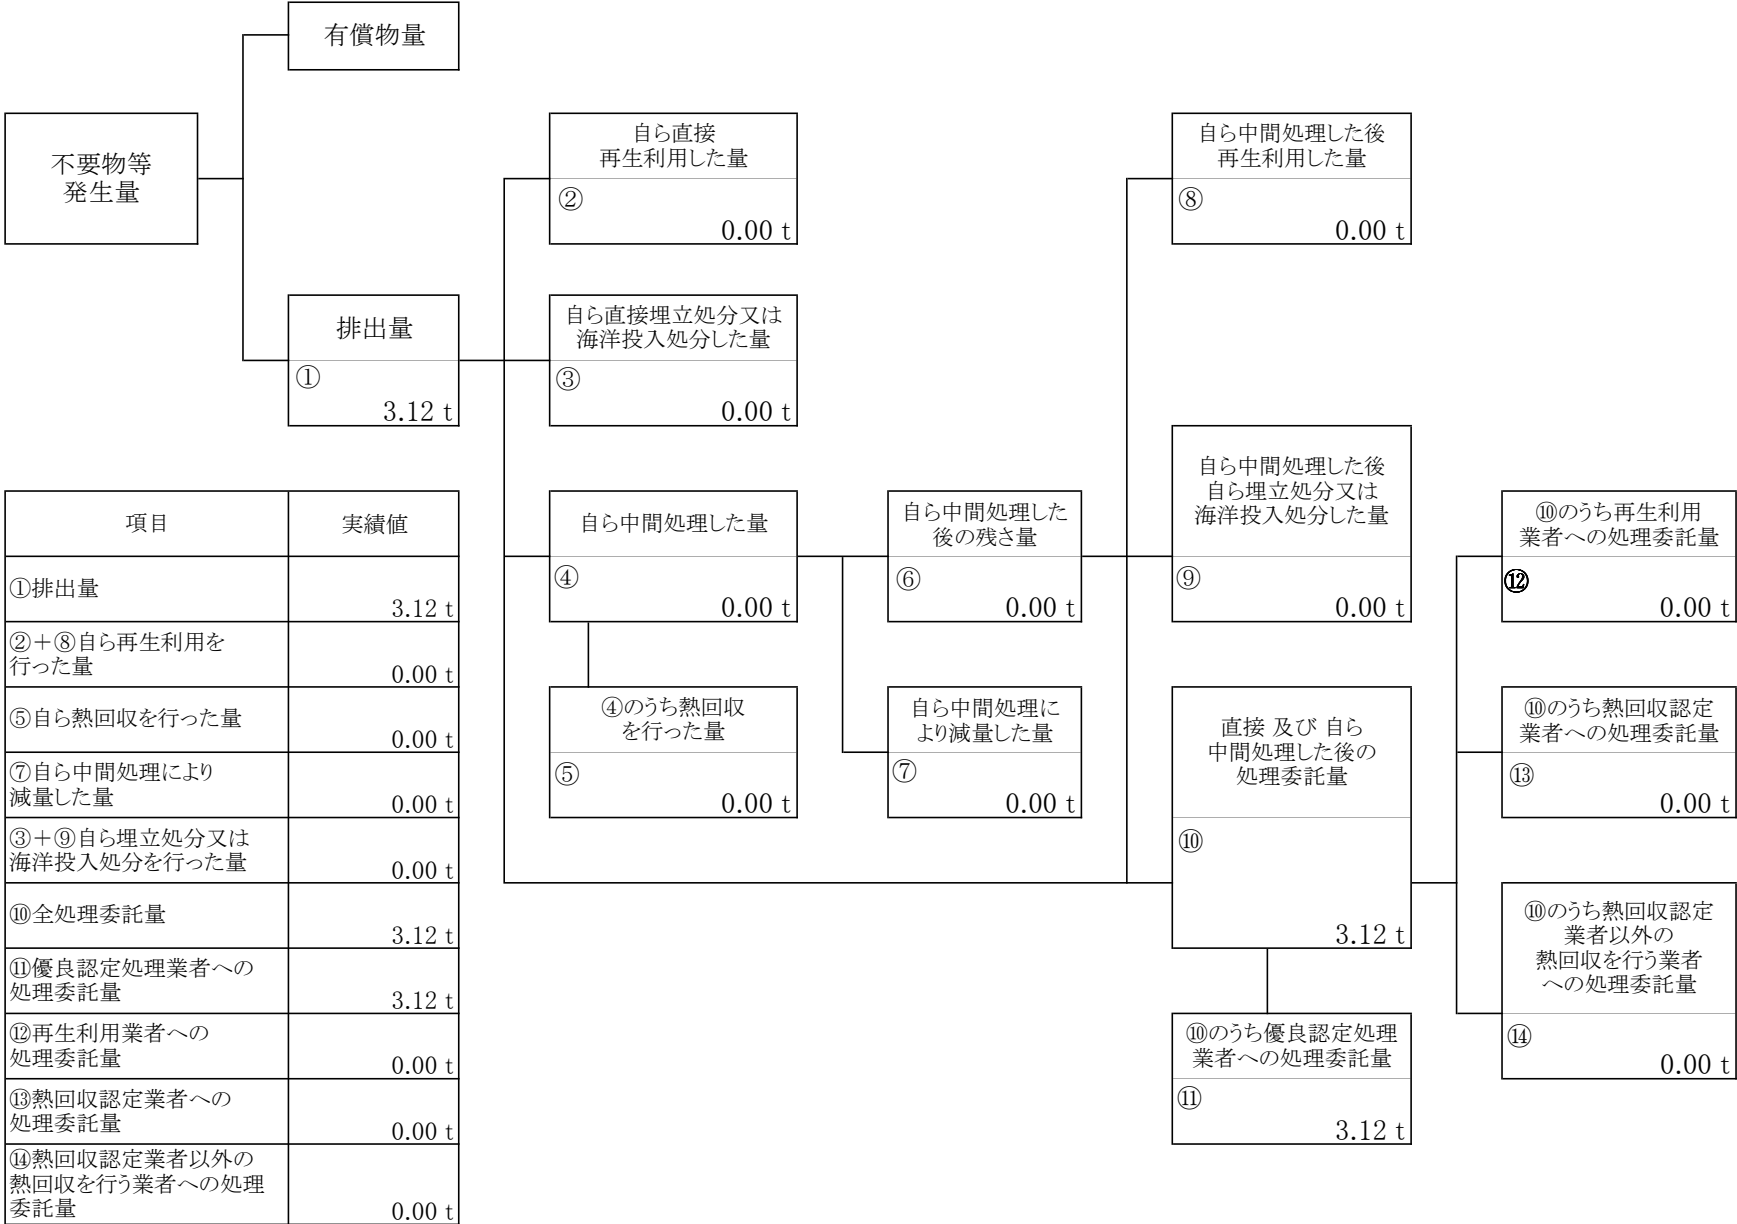 有償物量
不要物等
発生量
自ら直接
再生利用した量
②
0.00 t
自ら中間処理した後
再生利用した量
⑧
0.00 t
排出量
①
3.12 t
自ら直接埋立処分又は
海洋投入処分した量
③
0.00 t
自ら中間処理した量
④
0.00 t
自ら中間処理した
後の残さ量
⑥
0.00 t
自ら中間処理した後
自ら埋立処分又は
海洋投入処分した量
⑨
0.00 t
⑩のうち再生利用
業者への処理委託量
⑫
0.00 t
④のうち熱回収
を行った量
⑤
0.00 t
自ら中間処理に
より減量した量
⑦
0.00 t
直接 及び 自ら
中間処理した後の
処理委託量
⑩
3.12 t
⑩のうち熱回収認定
業者への処理委託量
⑬
0.00 t
⑩のうち熱回収認定
業者以外の
熱回収を行う業者
への処理委託量
⑭
0.00 t
⑩のうち優良認定処理
業者への処理委託量
⑪
3.12 t
項目
実績値
①排出量
3.12 t
②＋⑧自ら再生利用を
行った量
0.00 t
⑤自ら熱回収を行った量
0.00 t
⑦自ら中間処理により
減量した量
0.00 t
③＋⑨自ら埋立処分又は
海洋投入処分を行った量
0.00 t
⑩全処理委託量
3.12 t
⑪優良認定処理業者への
処理委託量
3.12 t
⑫再生利用業者への
処理委託量
0.00 t
⑬熱回収認定業者への
処理委託量
0.00 t
⑭熱回収認定業者以外の
熱回収を行う業者への処理
委託量
0.00 t